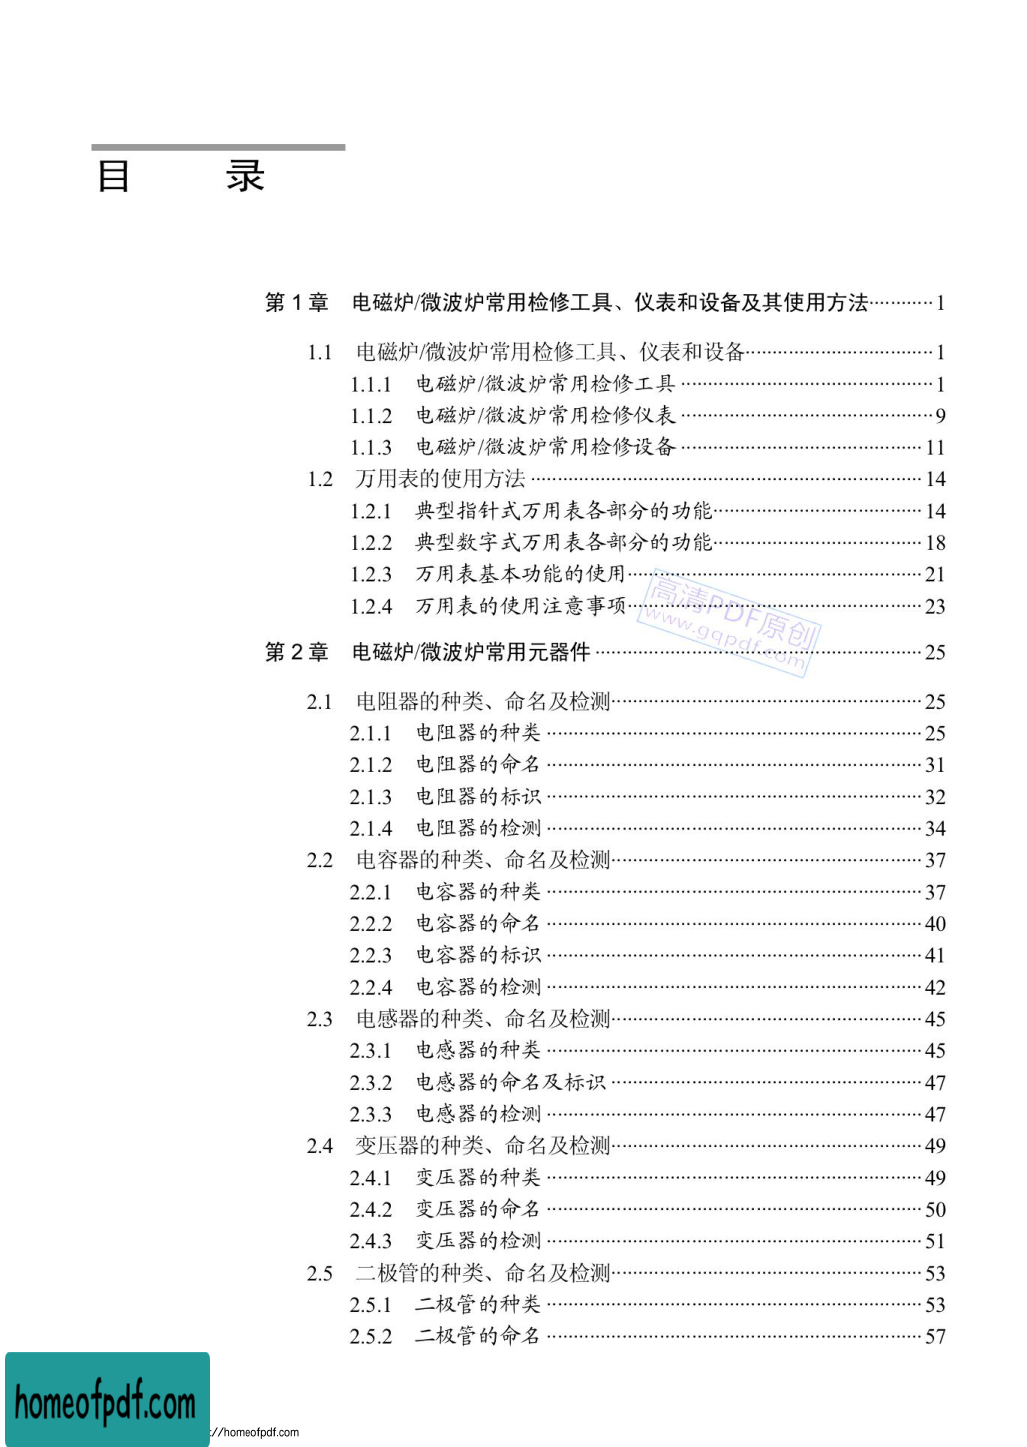 目 录
第 1 章 电磁炉/微波炉常用检修工具、仪表和设备及其使用方法············1
1.1 电磁炉/微波炉常用检修工具、仪表和设备···································1
1.1.1 电磁炉/微波炉常用检修工具···············································1
1.1.2 电磁炉/微波炉常用检修仪表···············································9
1.1.3 电磁炉/微波炉常用检修设备·············································11
1.2 万用表的使用方法·········································································14
1.2.1 典型指针式万用表各部分的功能·······································14
1.2.2 典型数字式万用表各部分的功能·······································18
1.2.3 万用表基本功能的使用·······················································21
1.2.4 万用表的使用注意事项·······················································23
高清PDF原创
www.gqpdf.com
第 2 章 电磁炉/微波炉常用元器件·····························································25
2.1 电阻器的种类、命名及检测··························································25
2.1.1 电阻器的种类······································································25
2.1.2 电阻器的命名······································································31
2.1.3 电阻器的标识······································································32
2.1.4 电阻器的检测······································································34
2.2 电容器的种类、命名及检测··························································37
2.2.1 电容器的种类······································································37
2.2.2 电容器的命名······································································40
2.2.3 电容器的标识······································································41
2.2.4 电容器的检测······································································42
2.3 电感器的种类、命名及检测··························································45
2.3.1 电感器的种类······································································45
2.3.2 电感器的命名及标识··························································47
2.3.3 电感器的检测······································································47
2.4 变压器的种类、命名及检测··························································49
2.4.1 变压器的种类······································································49
2.4.2 变压器的命名······································································50
2.4.3 变压器的检测······································································51
2.5 二极管的种类、命名及检测··························································53
2.5.1 二极管的种类······································································53
2.5.2 二极管的命名······································································57
homeofpdf.com
://homeofpdf.com